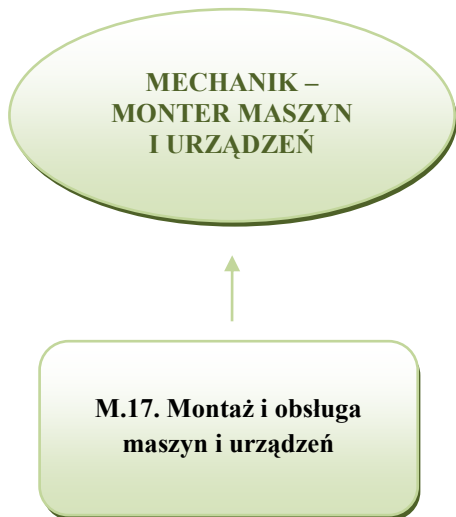 MECHANIK –
MONTER MASZYN
I URZĄDZEŃ
M.17. Montaż i obsługa
maszyn i urządzeń